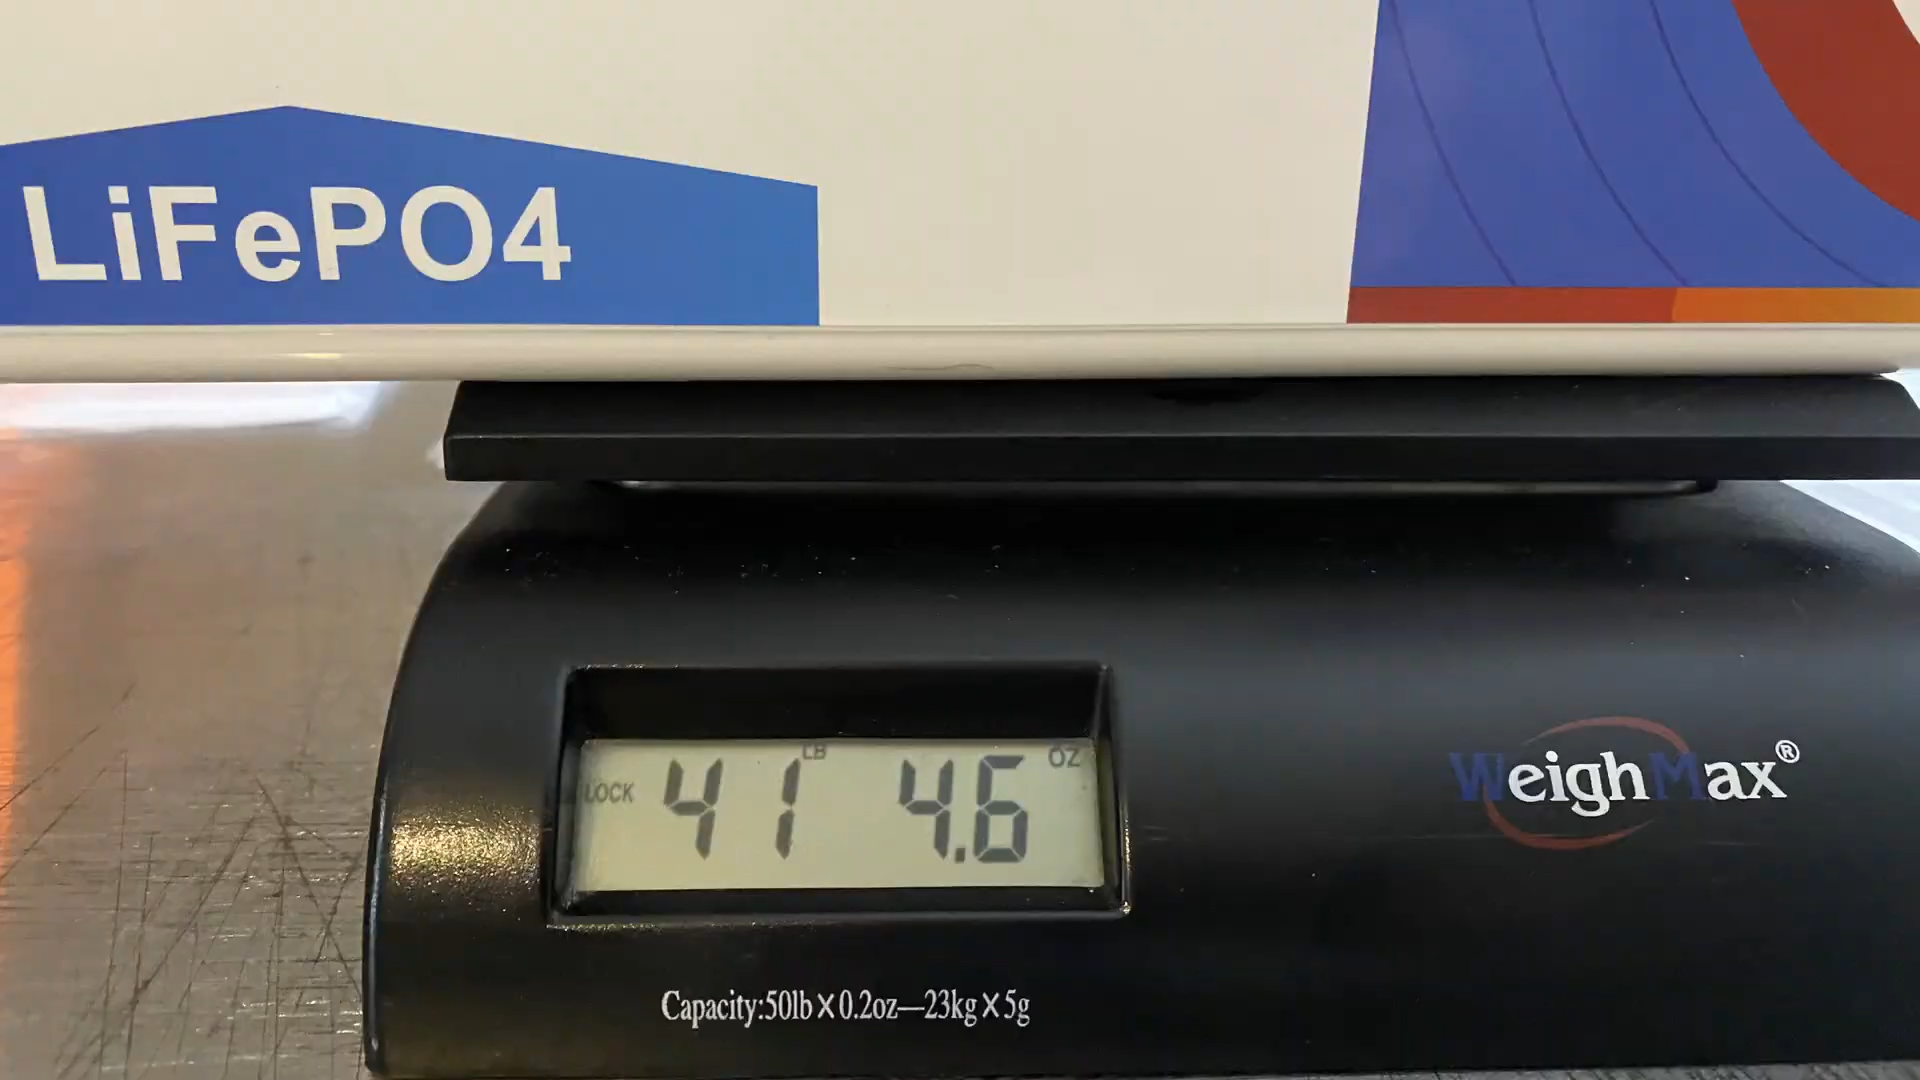 LiFePO4
LB
OZ
LOCK 41 4.6
WeighMax®
Capacity:50lb X 0.2oz—23kg X 5g